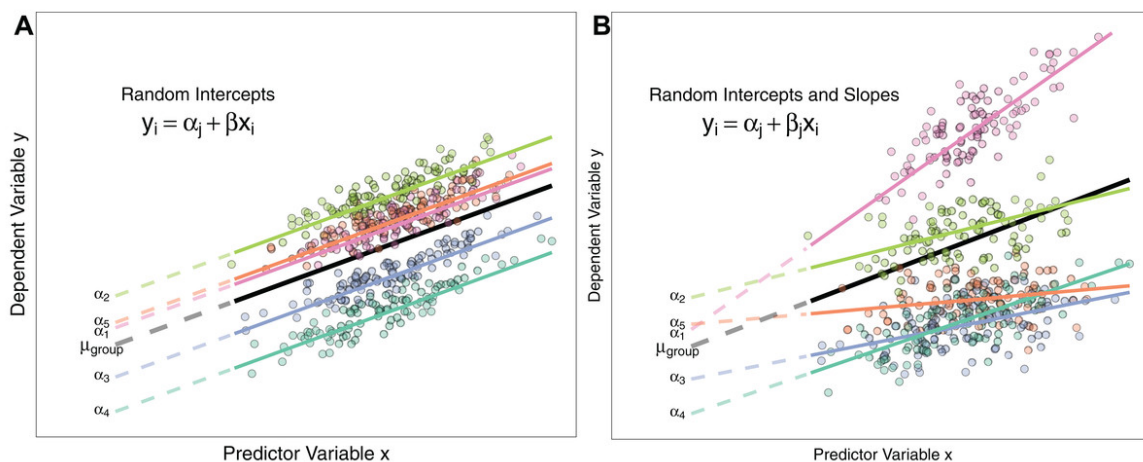 A
Random Intercepts
yᵢ = αⱼ + βxᵢ
Dependent Variable y
α₂
α₅
α₁
μgroup
α₃
α₄
Predictor Variable x
B
Random Intercepts and Slopes
yᵢ = αⱼ + βⱼxᵢ
Dependent Variable y
α₂
α₅
α₁
μgroup
α₃
α₄
Predictor Variable x